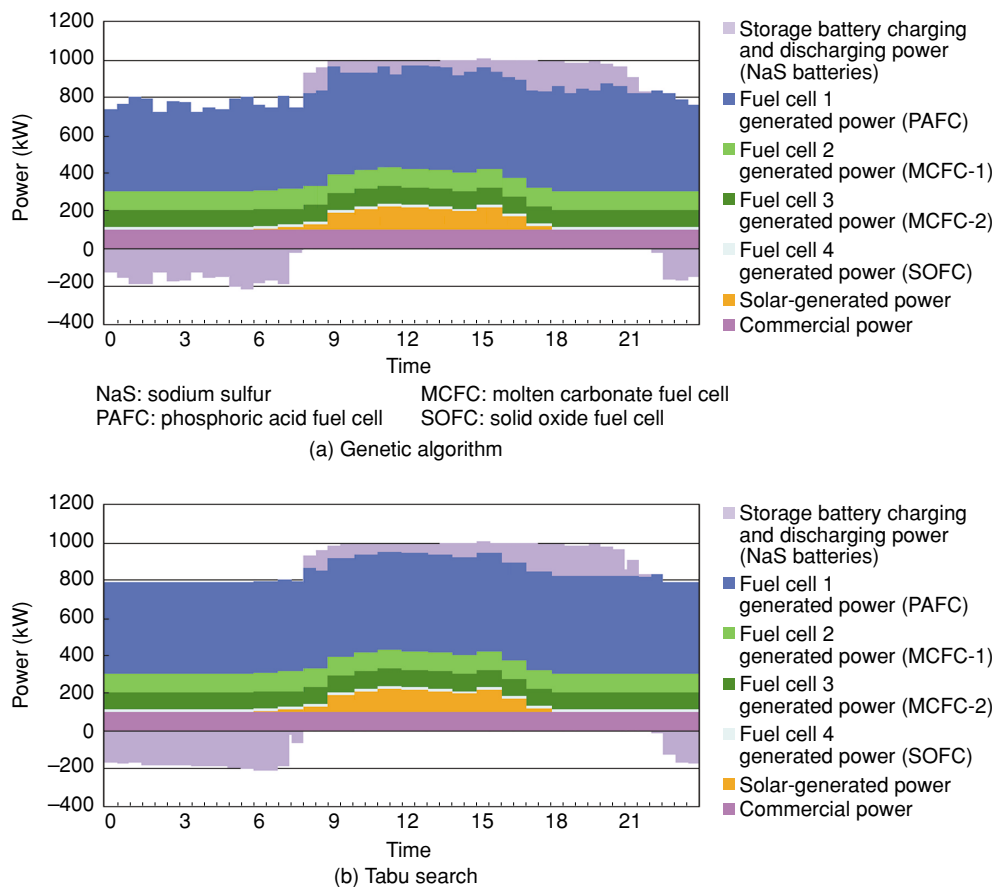 1200
1000
800
600
400
200
0
–200
–400
Power (kW)
0 3 6 9 12 15 18 21
Time
Storage battery charging
and discharging power
(NaS batteries)
Fuel cell 1
generated power (PAFC)
Fuel cell 2
generated power (MCFC-1)
Fuel cell 3
generated power (MCFC-2)
Fuel cell 4
generated power (SOFC)
Solar-generated power
Commercial power
NaS: sodium sulfur MCFC: molten carbonate fuel cell
PAFC: phosphoric acid fuel cell SOFC: solid oxide fuel cell
(a) Genetic algorithm
1200
1000
800
600
400
200
0
–200
–400
Power (kW)
0 3 6 9 12 15 18 21
Time
Storage battery charging
and discharging power
(NaS batteries)
Fuel cell 1
generated power (PAFC)
Fuel cell 2
generated power (MCFC-1)
Fuel cell 3
generated power (MCFC-2)
Fuel cell 4
generated power (SOFC)
Solar-generated power
Commercial power
(b) Tabu search